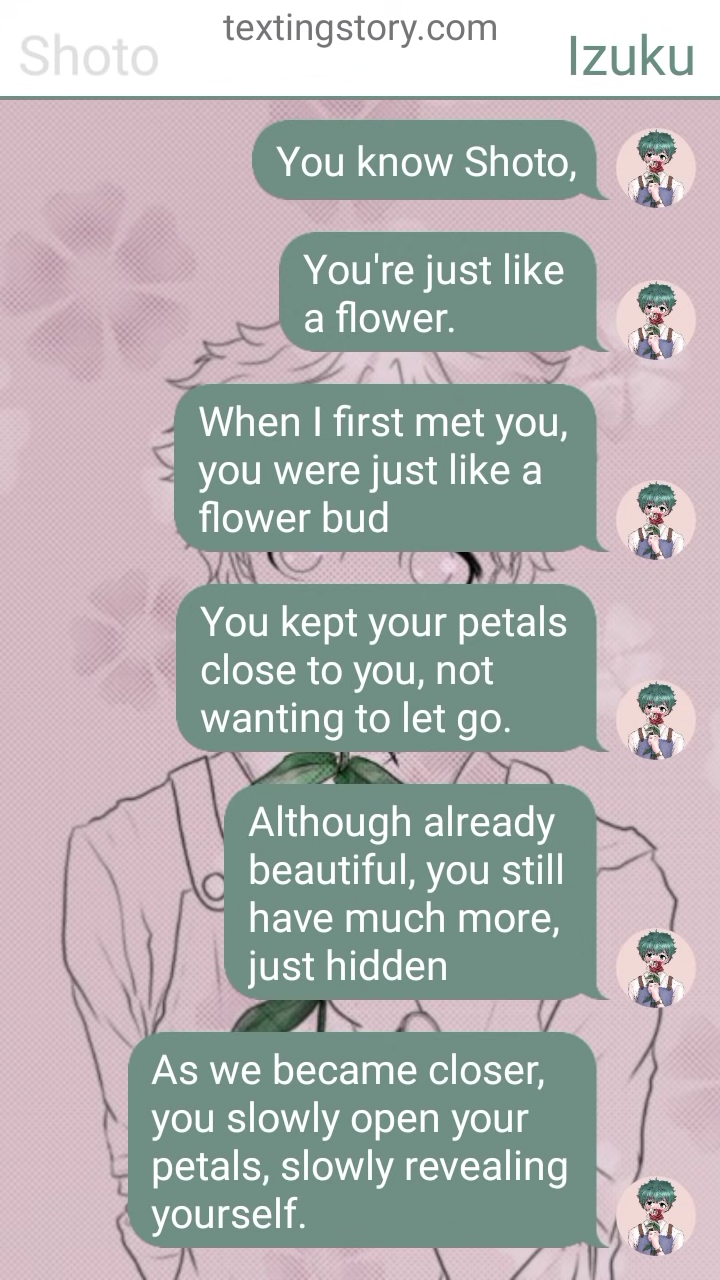 textingstory.com
Shoto
Izuku
You know Shoto,
You're just like
a flower.
When I first met you,
you were just like a
flower bud
You kept your petals
close to you, not
wanting to let go.
Although already
beautiful, you still
have much more,
just hidden
As we became closer,
you slowly open your
petals, slowly revealing
yourself.